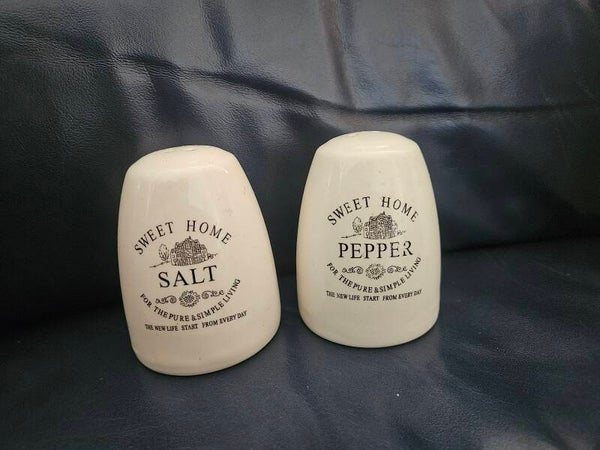 SWEET HOME
SALT
FOR THE PURE & SIMPLE LIVING
THE NEW LIFE START FROM EVERY DAY
SWEET HOME
PEPPER
FOR THE PURE & SIMPLE LIVING
THE NEW LIFE START FROM EVERY DAY